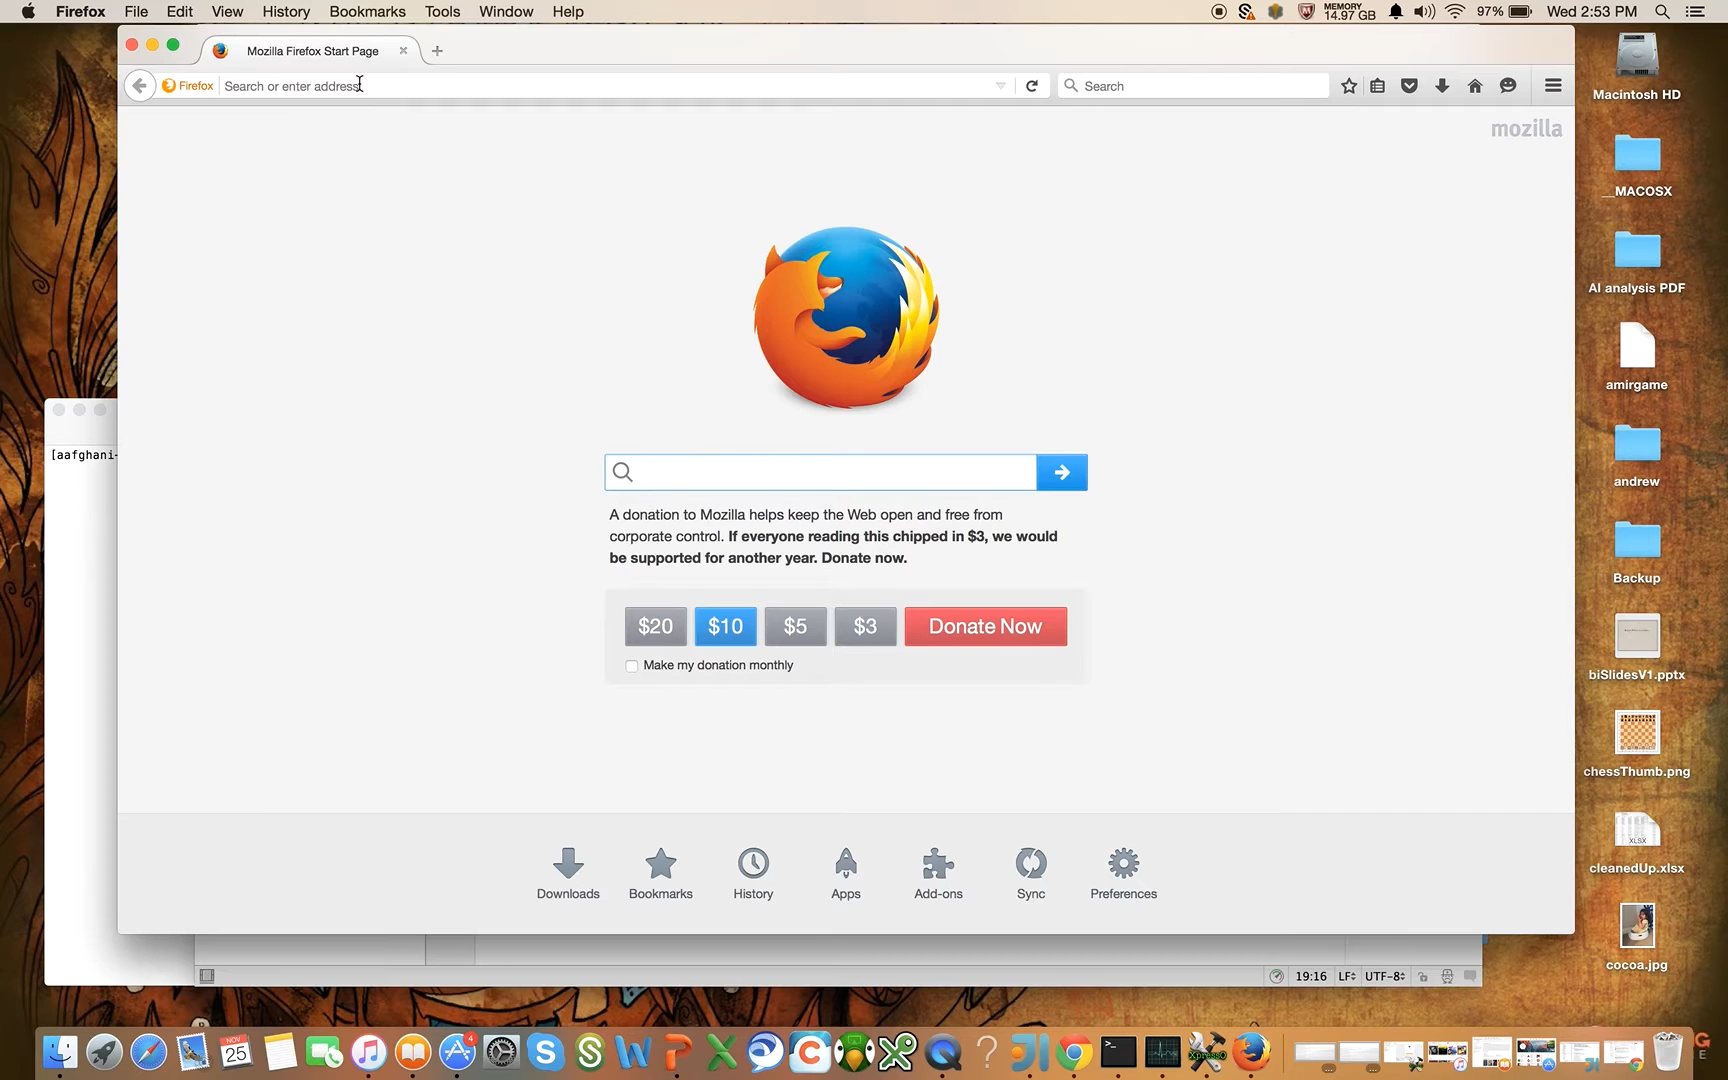 Firefox File Edit View History Bookmarks Tools Window Help
MEMORY
14.97 GB
97%
Wed 2:53 PM
Mozilla Firefox Start Page
Firefox
Search or enter address
Search
mozilla
A donation to Mozilla helps keep the Web open and free from
corporate control. If everyone reading this chipped in $3, we would
be supported for another year. Donate now.
$20 $10 $5 $3 Donate Now
Make my donation monthly
Downloads Bookmarks History Apps Add-ons Sync Preferences
[aafghani-
19:16 LF UTF-8
Macintosh HD
__MACOSX
AI analysis PDF
amirgame
andrew
Backup
biSlidesV1.pptx
chessThumb.png
XLSX
cleanedUp.xlsx
cocoa.jpg
NOV
25
4